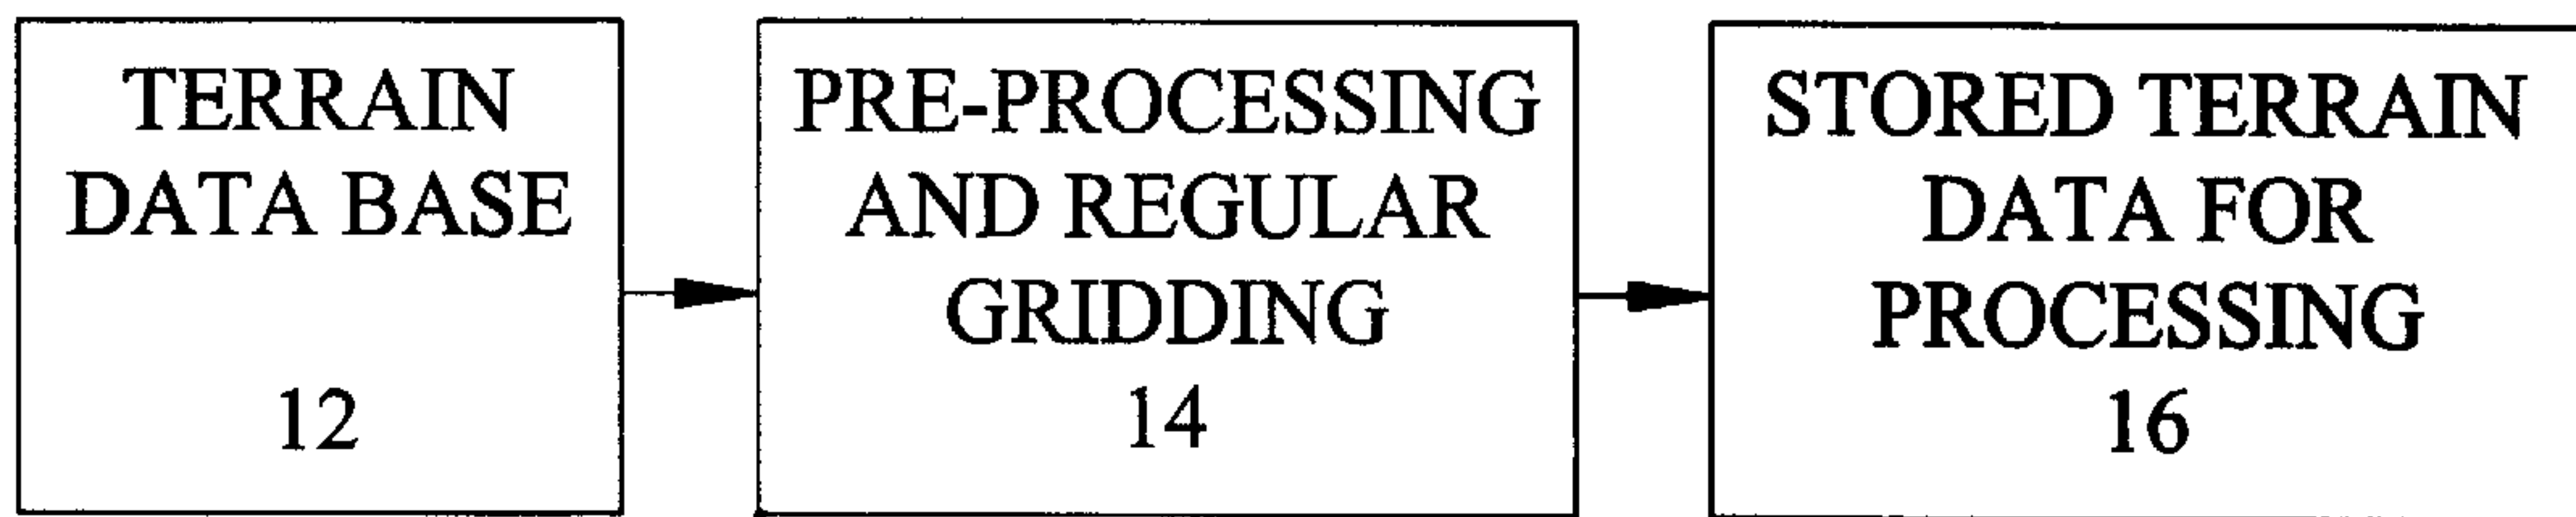 TERRAIN
DATA BASE
12
PRE-PROCESSING
AND REGULAR
GRIDDING
14
STORED TERRAIN
DATA FOR
PROCESSING
16